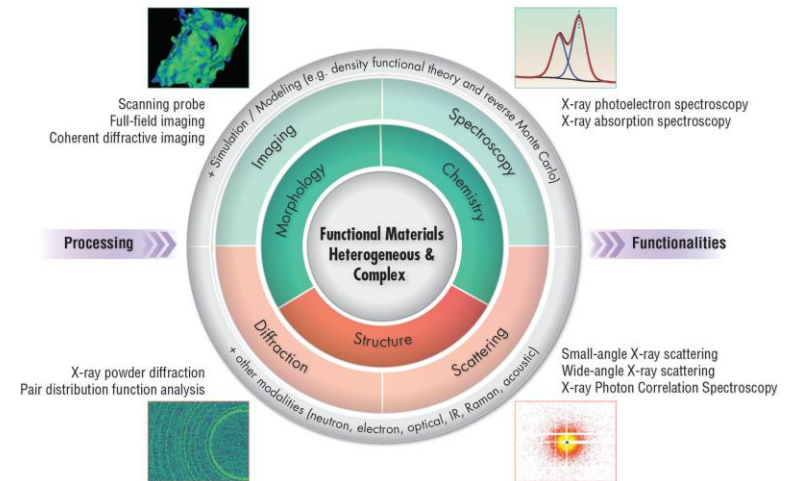 + Simulation / Modeling (e.g. density functional theory and reverse Monte Carlo)
Scanning probe
Full-field imaging
Coherent diffractive imaging
X-ray photoelectron spectroscopy
X-ray absorption spectroscopy
Imaging
Spectroscopy
Morphology
Chemistry
Processing
Functional Materials
Heterogeneous &
Complex
Functionalities
Structure
Diffraction
Scattering
X-ray powder diffraction
Pair distribution function analysis
Small-angle X-ray scattering
Wide-angle X-ray scattering
X-ray Photon Correlation Spectroscopy
+ other modalities (neutron, electron, optical, IR, Raman, acoustic)